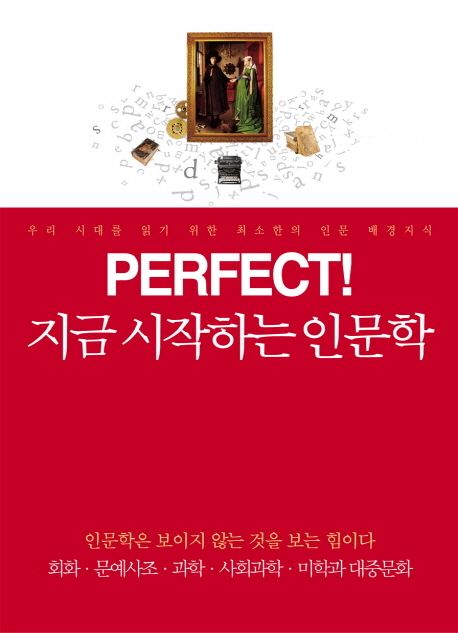 우리 시대를 읽기 위한 최소한의 인문 배경지식
PERFECT!
지금 시작하는 인문학
인문학은 보이지 않는 것을 보는 힘이다
회화 · 문예사조 · 과학 · 사회과학 · 미학과 대중문화